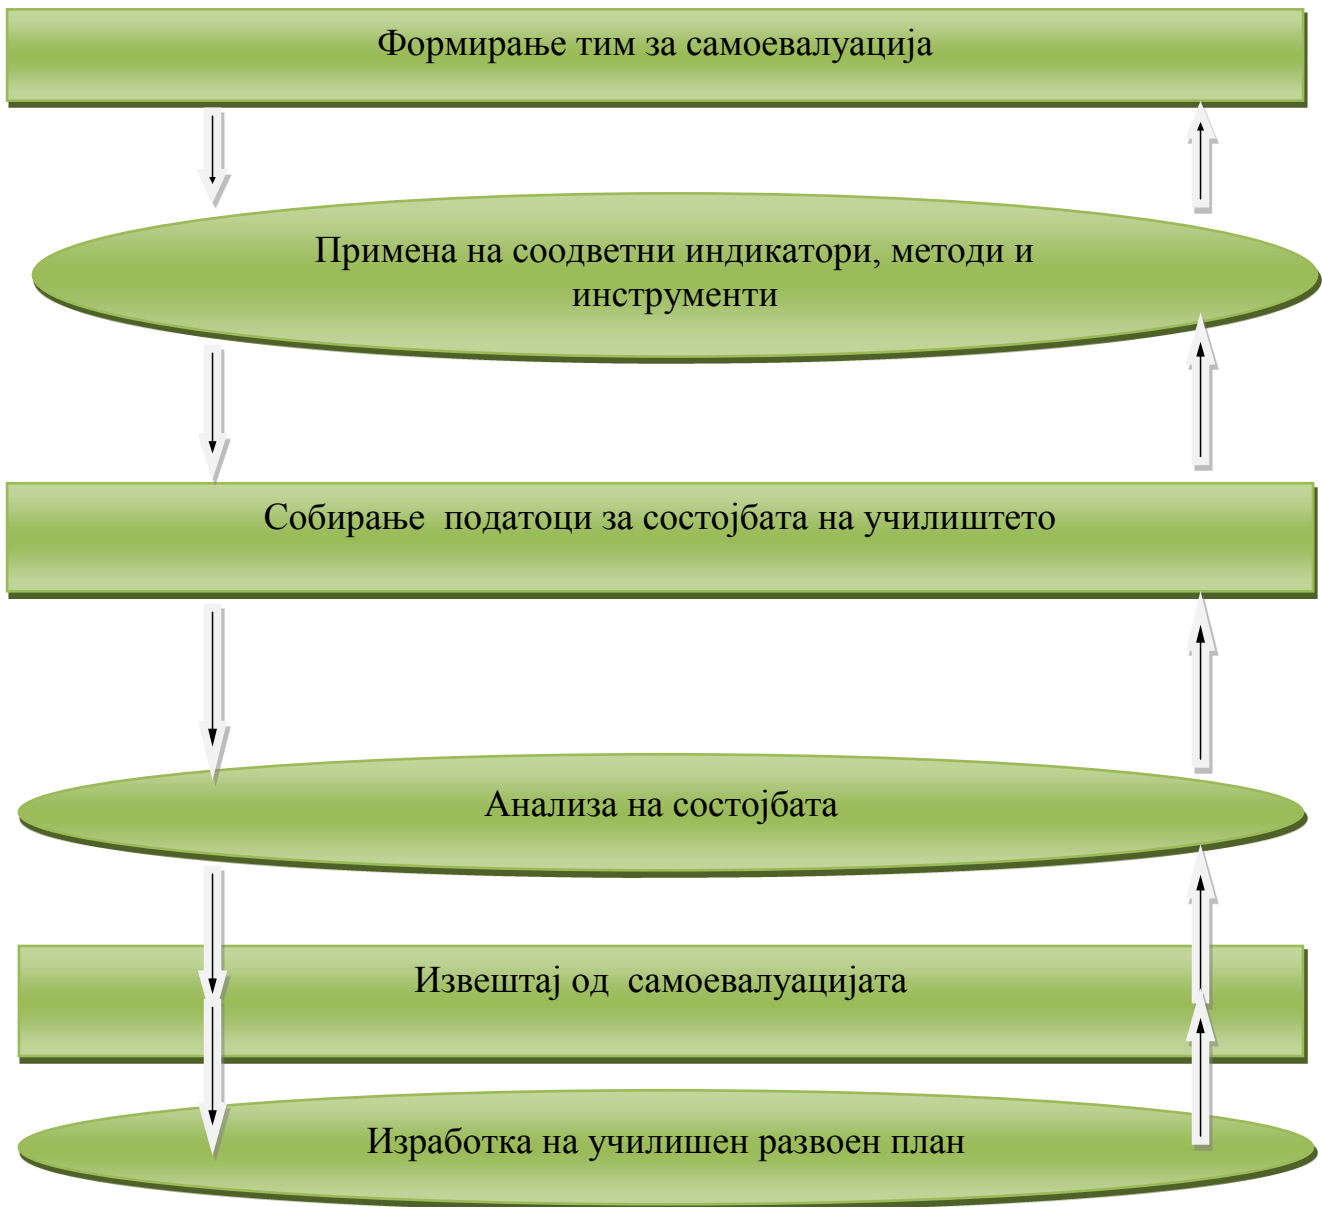 Формирање тим за самоевалуација
Примена на соодветни индикатори, методи и
инструменти
Собирање  податоци за состојбата на училиштето
Анализа на состојбата
Извештај од  самоевалуацијата
Изработка на училишен развоен план